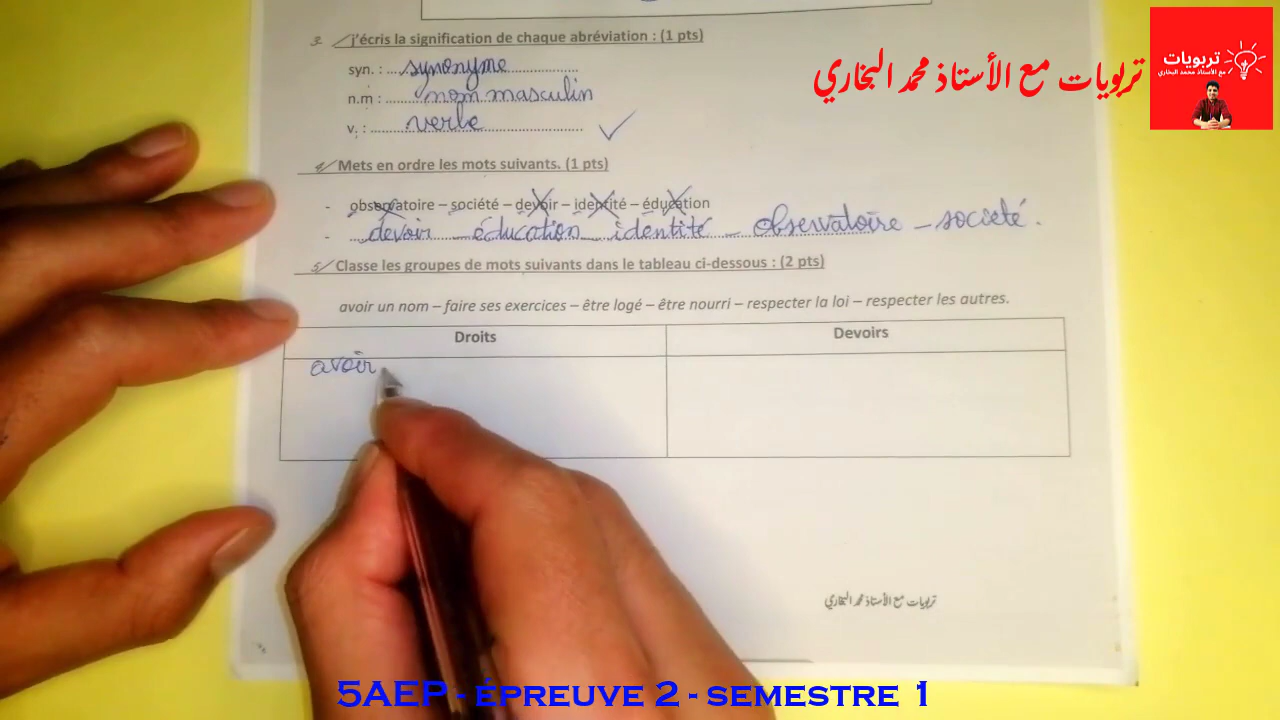 3/ j'écris la signification de chaque abréviation : (1 pts)
syn. : ... synonyme
n.m : ... nom masculin
v. : ... verbe
4/ Mets en ordre les mots suivants. (1 pts)
- observatoire – société – devoir – identité – éducation
- devoir – éducation – identité – observatoire – societé.
5/ Classe les groupes de mots suivants dans le tableau ci-dessous : (2 pts)
avoir un nom – faire ses exercices – être logé – être nourri – respecter la loi – respecter les autres.
Droits Devoirs
avoir
تربويات مع الأستاذ محمد البخاري
تربويات مع الأستاذ محمد البخاري
تربويات
مع الأستاذ محمد البخاري
5AEP - épreuve 2 - semestre 1